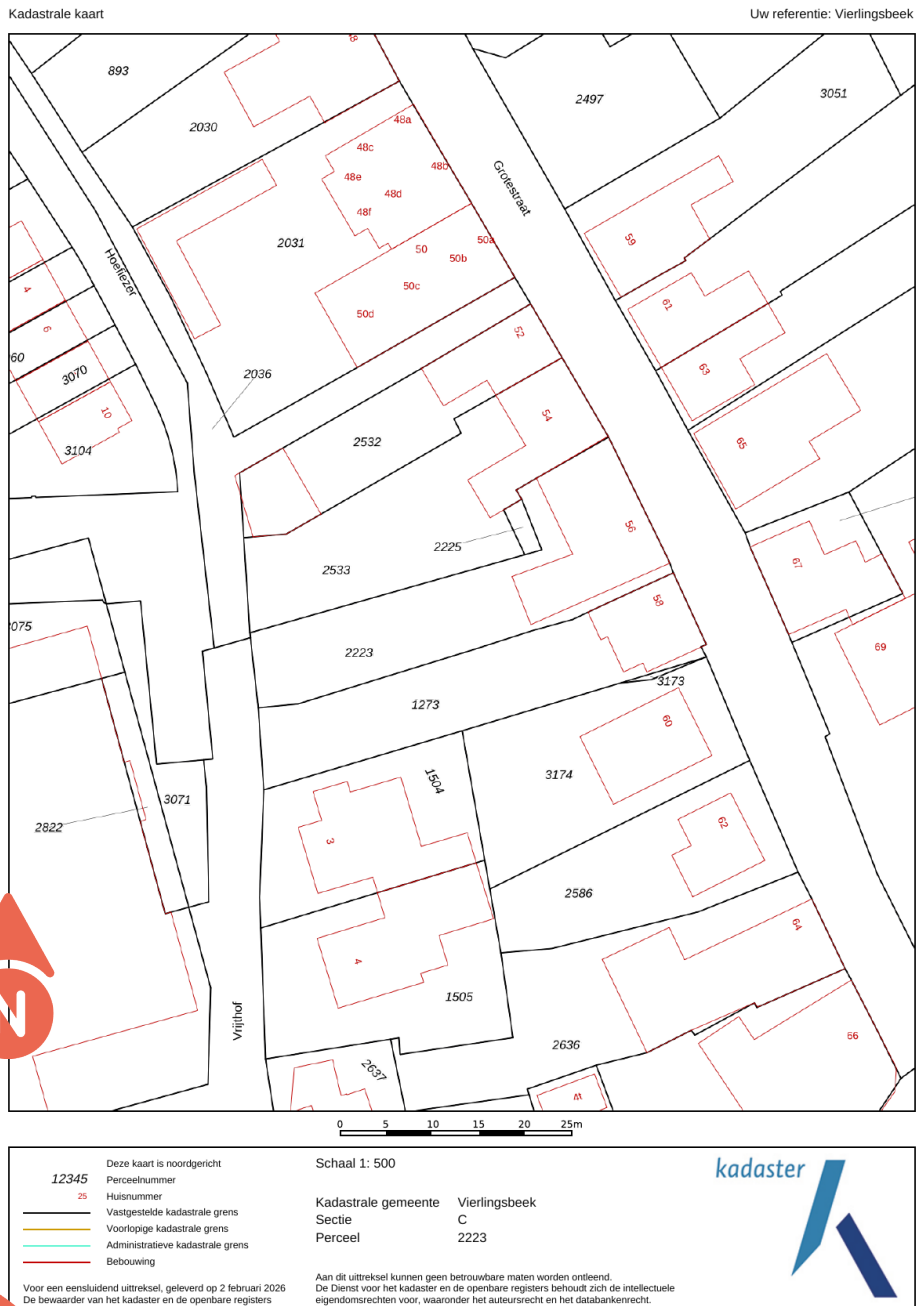 Kadastrale kaart
Uw referentie: Vierlingsbeek
893
2030
2497
3051
48a
48c
48b
48e
48d
48f
Grotestraat
2031
50
50a
50b
50c
50d
59
Hoefijzer
61
4
6
52
63
60
3070
2036
10
54
65
3104
2532
56
2225
67
2533
58
3075
69
2223
3173
1273
60
1504
3174
3071
2822
3
62
2586
64
4
N
1505
Vrijthof
66
2636
2637
0 5 10 15 20 25m
Deze kaart is noordgericht
12345 Perceelnummer
25 Huisnummer
Vastgestelde kadastrale grens
Voorlopige kadastrale grens
Administratieve kadastrale grens
Bebouwing
Voor een eensluidend uittreksel, geleverd op 2 februari 2026
De bewaarder van het kadaster en de openbare registers
Schaal 1: 500
Kadastrale gemeente Vierlingsbeek
Sectie C
Perceel 2223
Aan dit uittreksel kunnen geen betrouwbare maten worden ontleend.
De Dienst voor het kadaster en de openbare registers behoudt zich de intellectuele
eigendomsrechten voor, waaronder het auteursrecht en het databankenrecht.
kadaster